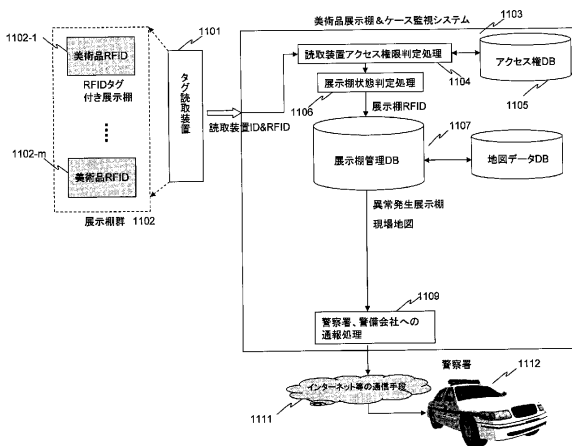 美術品展示棚&ケース監視システム
1103
1101
1102-1
美術品RFID
RFIDタグ
付き展示棚
タグ読取装置
読取装置アクセス権限判定処理
1104
アクセス権DB
1105
展示棚状態判定処理
1106
読取装置ID&RFID
展示棚RFID
1107
展示棚管理DB
地図データDB
1102-m
美術品RFID
展示棚群 1102
異常発生展示棚
現場地図
1109
警察署、警備会社への
通報処理
警察署
1112
インターネット等の通信手段
1111